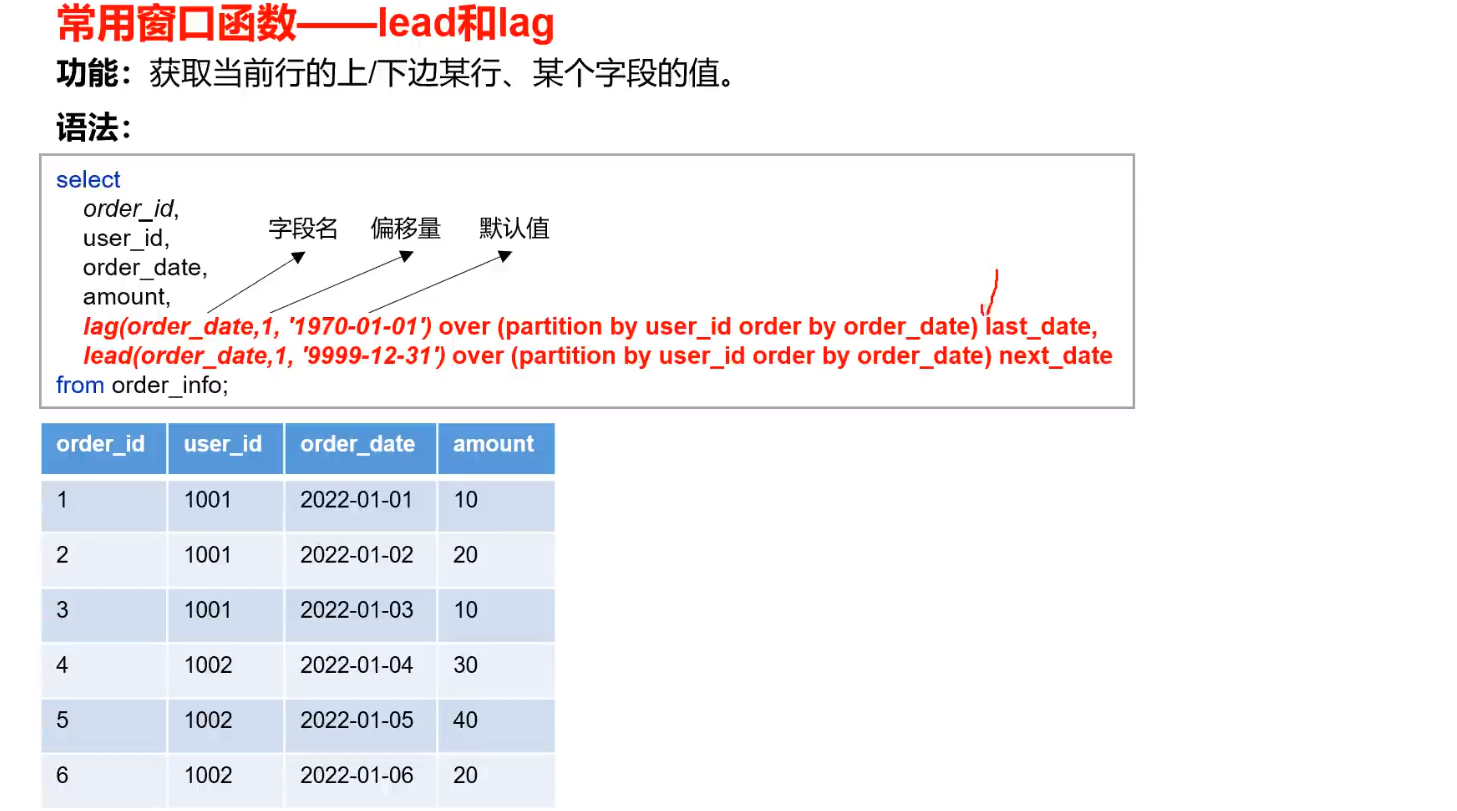 常用窗口函数——lead和lag
功能：获取当前行的上/下边某行、某个字段的值。
语法：
select
order_id,
字段名 偏移量 默认值
user_id,
order_date,
amount,
lag(order_date,1, '1970-01-01') over (partition by user_id order by order_date) last_date,
lead(order_date,1, '9999-12-31') over (partition by user_id order by order_date) next_date
from order_info;
order_id user_id order_date amount
1 1001 2022-01-01 10
2 1001 2022-01-02 20
3 1001 2022-01-03 10
4 1002 2022-01-04 30
5 1002 2022-01-05 40
6 1002 2022-01-06 20